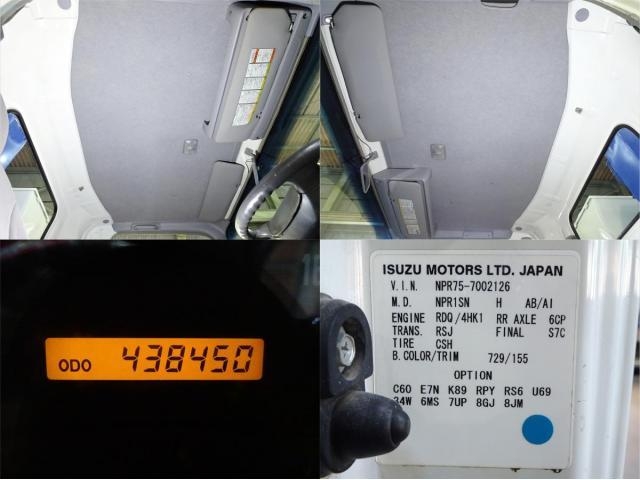 ODO 438450
ISUZU MOTORS LTD. JAPAN
V.I.N. NPR75-7002126
M.D. NPR1SN H AB/AI
ENGINE RDQ/4HK1 RR AXLE 6CP
TRANS. RSJ FINAL S7C
TIRE CSH
B.COLOR/TRIM 729/155
OPTION
C60 E7N K89 RPY RS6 U69
34W 6MS 7UP 8GJ 8JM